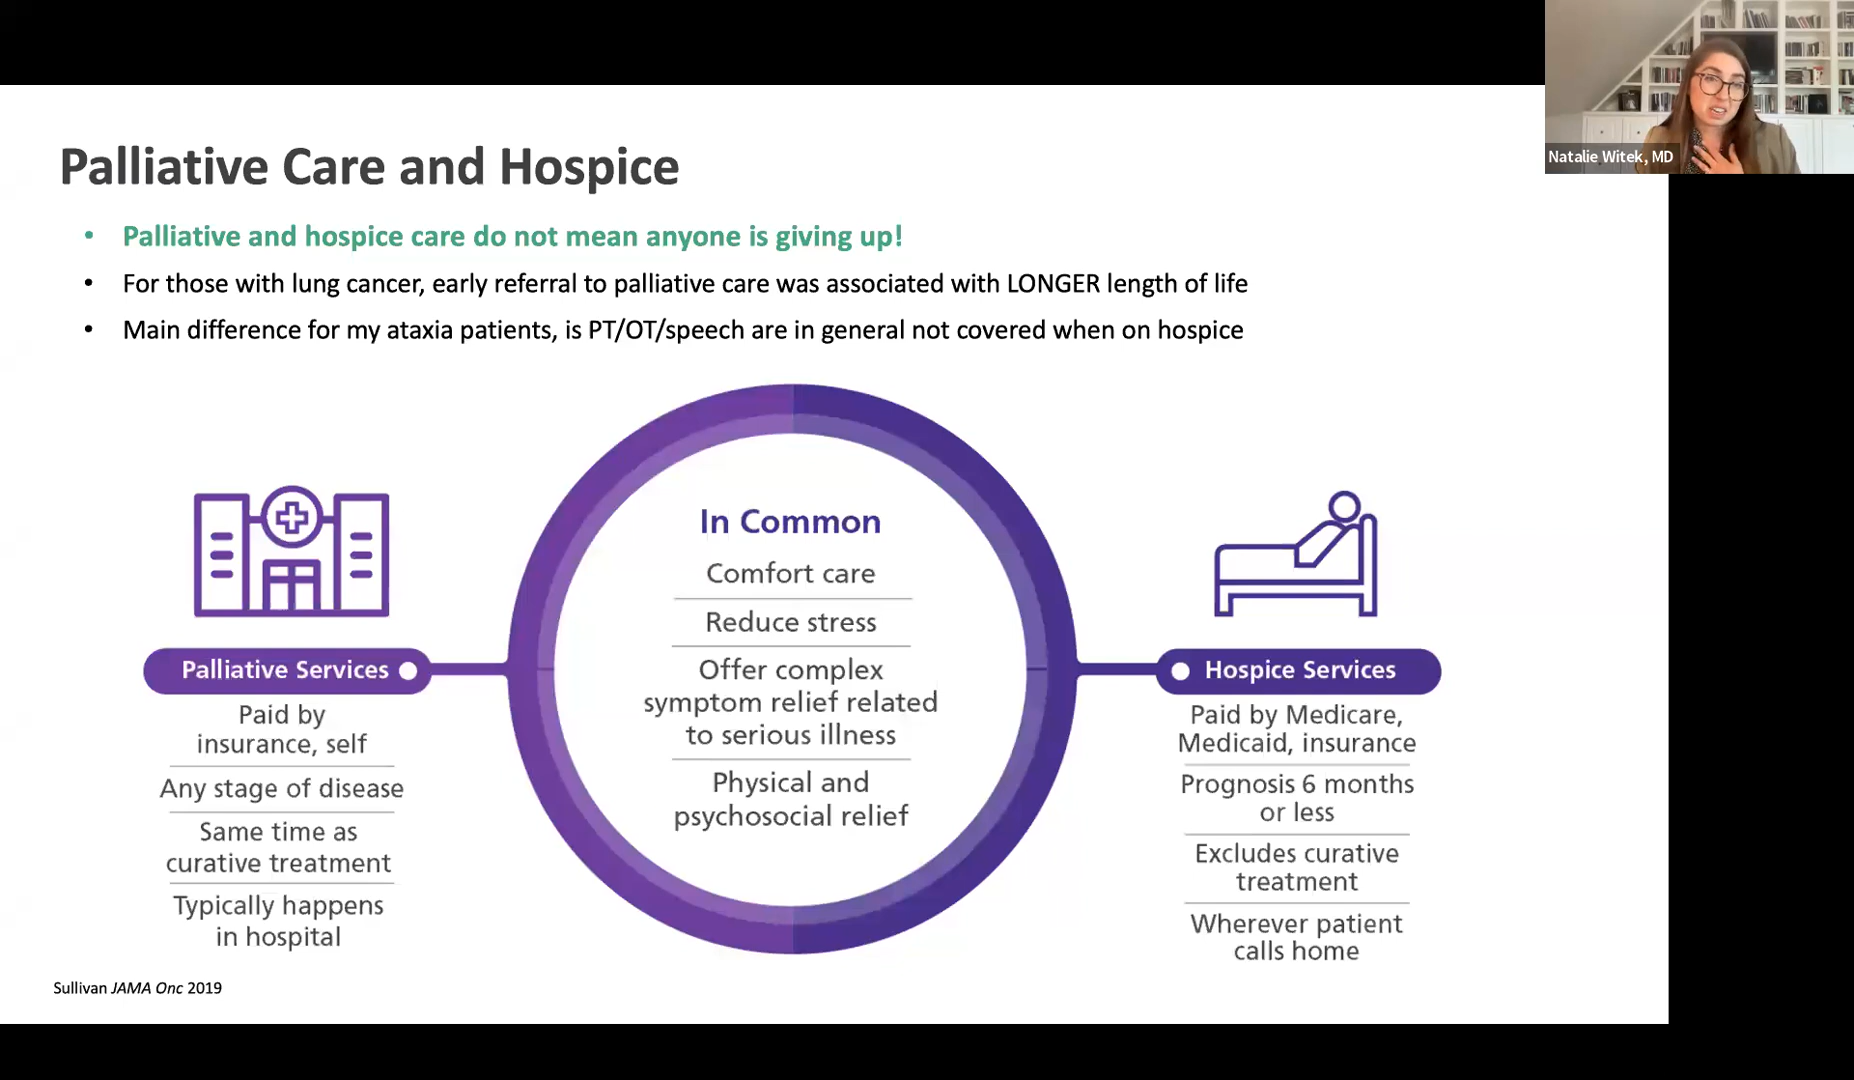 Natalie Witek, MD
Palliative Care and Hospice
• Palliative and hospice care do not mean anyone is giving up!
• For those with lung cancer, early referral to palliative care was associated with LONGER length of life
• Main difference for my ataxia patients, is PT/OT/speech are in general not covered when on hospice
Palliative Services
Paid by
insurance, self
Any stage of disease
Same time as
curative treatment
Typically happens
in hospital
In Common
Comfort care
Reduce stress
Offer complex
symptom relief related
to serious illness
Physical and
psychosocial relief
Hospice Services
Paid by Medicare,
Medicaid, insurance
Prognosis 6 months
or less
Excludes curative
treatment
Wherever patient
calls home
Sullivan JAMA Onc 2019